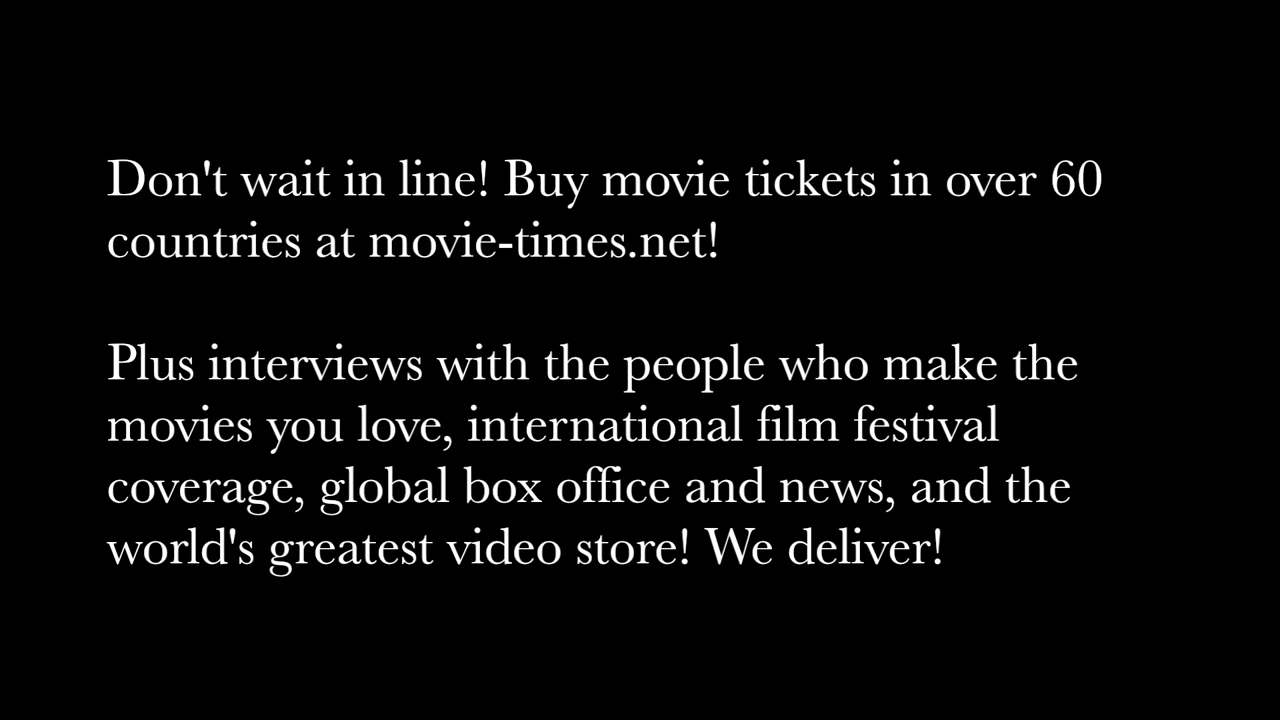 Don't wait in line! Buy movie tickets in over 60
countries at movie-times.net!
Plus interviews with the people who make the
movies you love, international film festival
coverage, global box office and news, and the
world's greatest video store! We deliver!